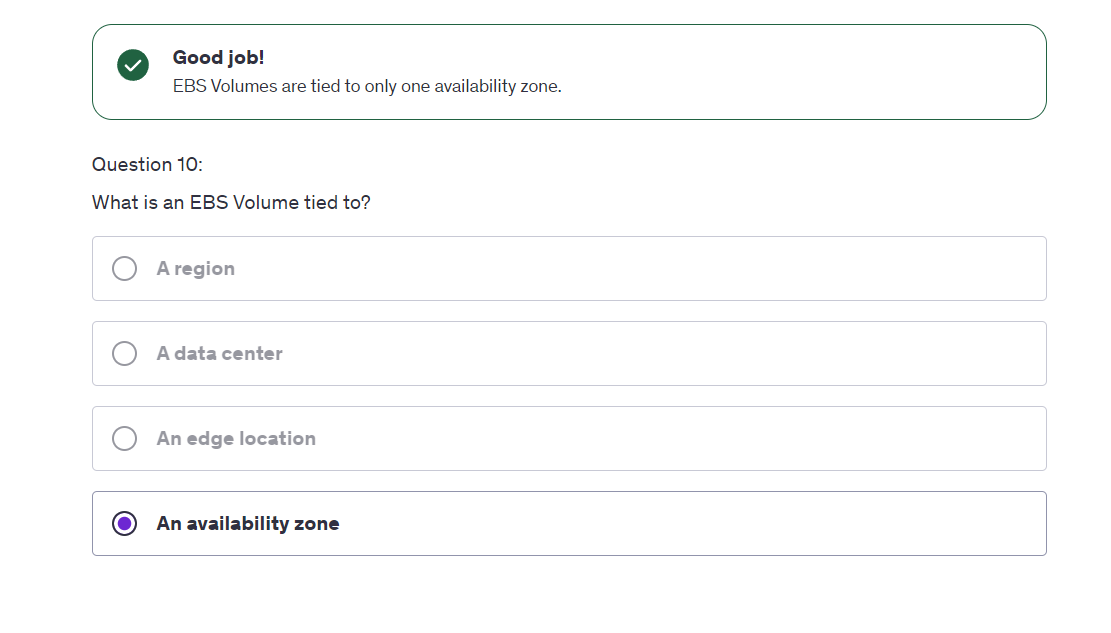 Good job!
EBS Volumes are tied to only one availability zone.
Question 10:
What is an EBS Volume tied to?
A region
A data center
An edge location
An availability zone